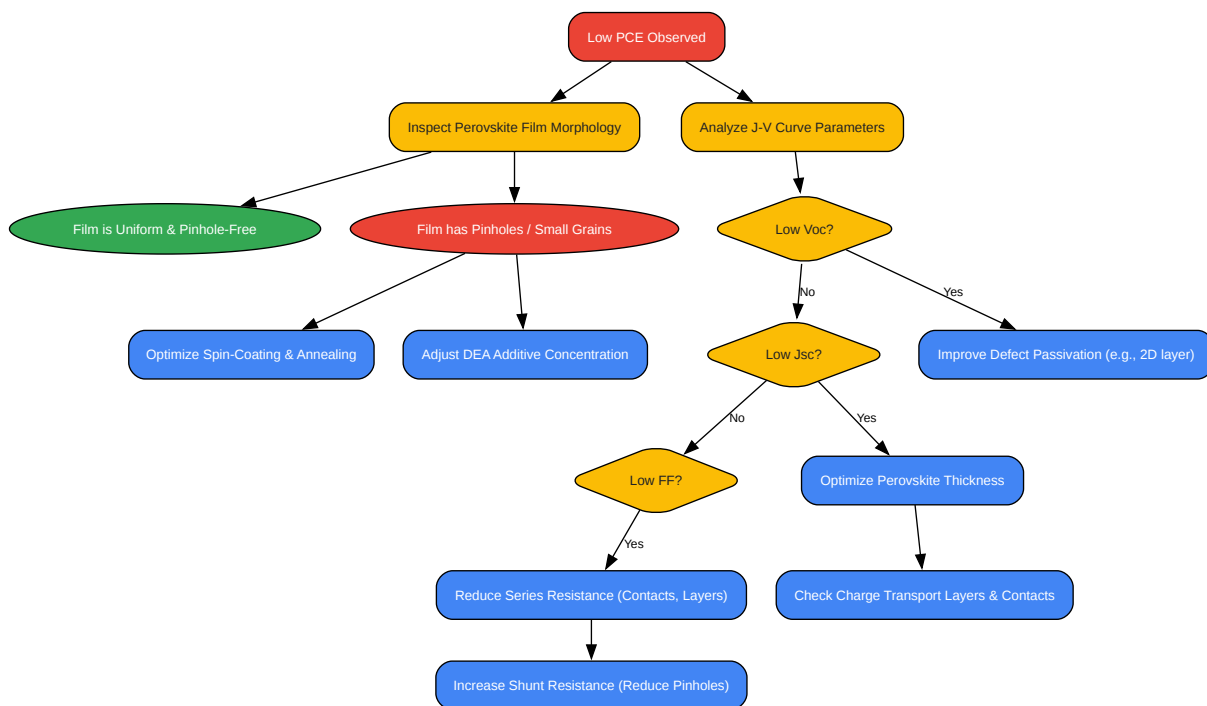 Low PCE Observed
Inspect Perovskite Film Morphology
Analyze J-V Curve Parameters
Film is Uniform & Pinhole-Free
Film has Pinholes / Small Grains
Low Voc?
No
Yes
Optimize Spin-Coating & Annealing
Adjust DEA Additive Concentration
Low Jsc?
Improve Defect Passivation (e.g., 2D layer)
No
Yes
Low FF?
Optimize Perovskite Thickness
Yes
Reduce Series Resistance (Contacts, Layers)
Check Charge Transport Layers & Contacts
Increase Shunt Resistance (Reduce Pinholes)